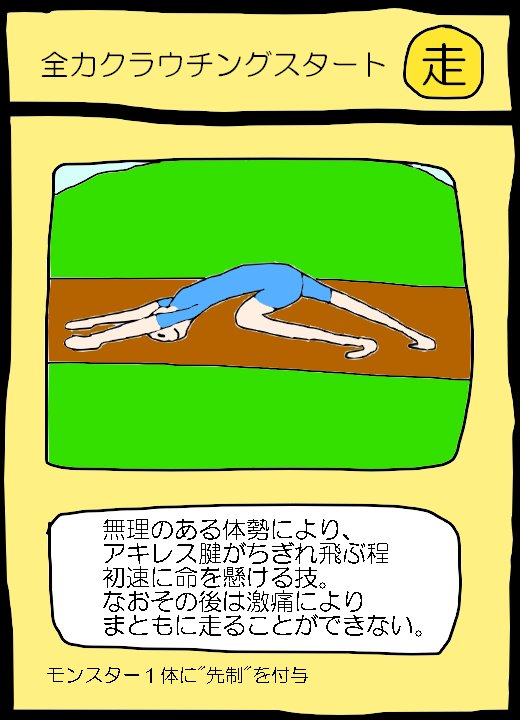 全力クラウチングスタート 走
無理のある体勢により、
アキレス腱がちぎれ飛ぶ程
初速に命を懸ける技。
なおその後は激痛により
まともに走ることができない。
モンスター１体に"先制"を付与